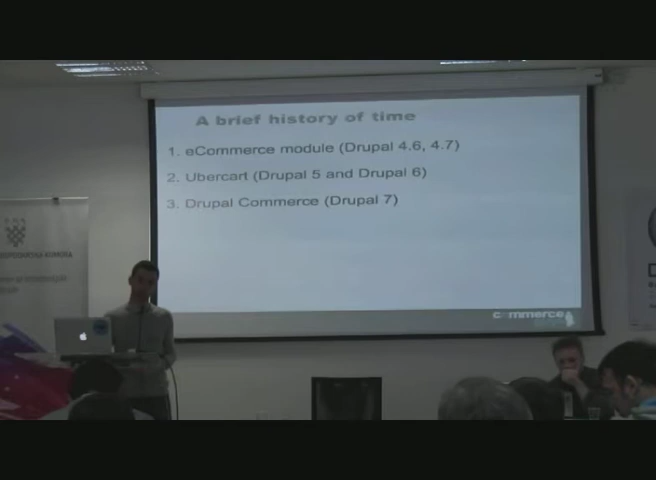 A brief history of time
1. eCommerce module (Drupal 4.6, 4.7)
2. Ubercart (Drupal 5 and Drupal 6)
3. Drupal Commerce (Drupal 7)
commerce